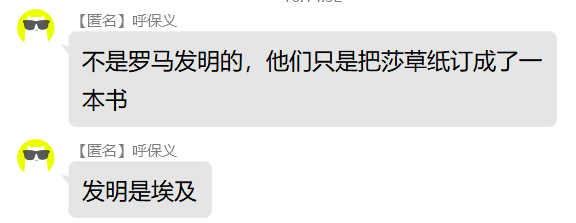 【匿名】呼保义
不是罗马发明的，他们只是把莎草纸订成了一
本书
【匿名】呼保义
发明是埃及